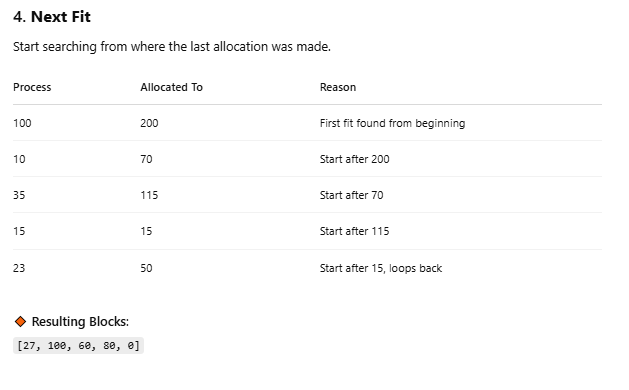 4. Next Fit
Start searching from where the last allocation was made.
Process Allocated To Reason
100 200 First fit found from beginning
10 70 Start after 200
35 115 Start after 70
15 15 Start after 115
23 50 Start after 15, loops back
Resulting Blocks:
[27, 100, 60, 80, 0]